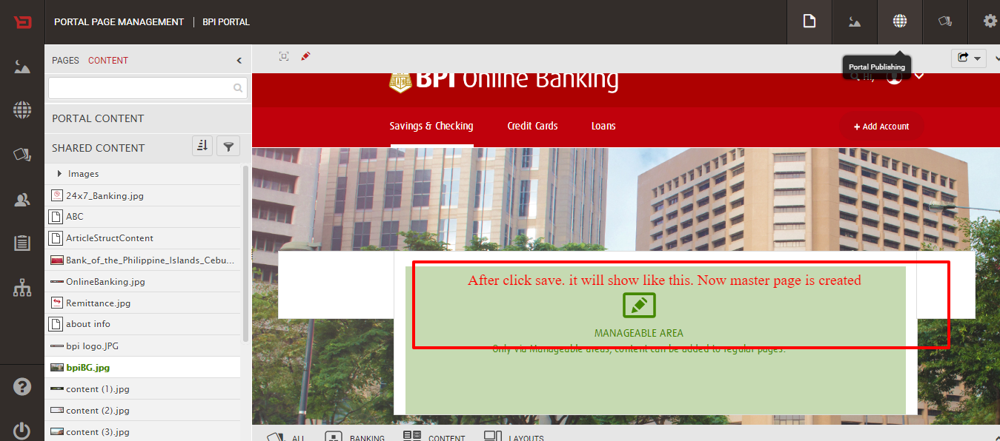 PORTAL PAGE MANAGEMENT | BPI PORTAL
PAGES CONTENT
Portal Publishing
BPI Online Banking
Hi,
Savings & Checking Credit Cards Loans + Add Account
PORTAL CONTENT
SHARED CONTENT
Images
24x7_Banking.jpg
ABC
ArticleStructContent
Bank_of_the_Philippine_Islands_Cebu...
OnlineBanking.jpg
Remittance.jpg
about info
bpi logo.JPG
bpiBG.jpg
content (1).jpg
content (2).jpg
content (3).jpg
After click save. it will show like this. Now master page is created
MANAGEABLE AREA
Only via Manageable areas, content can be added to regular pages.
ALL BANKING CONTENT LAYOUTS